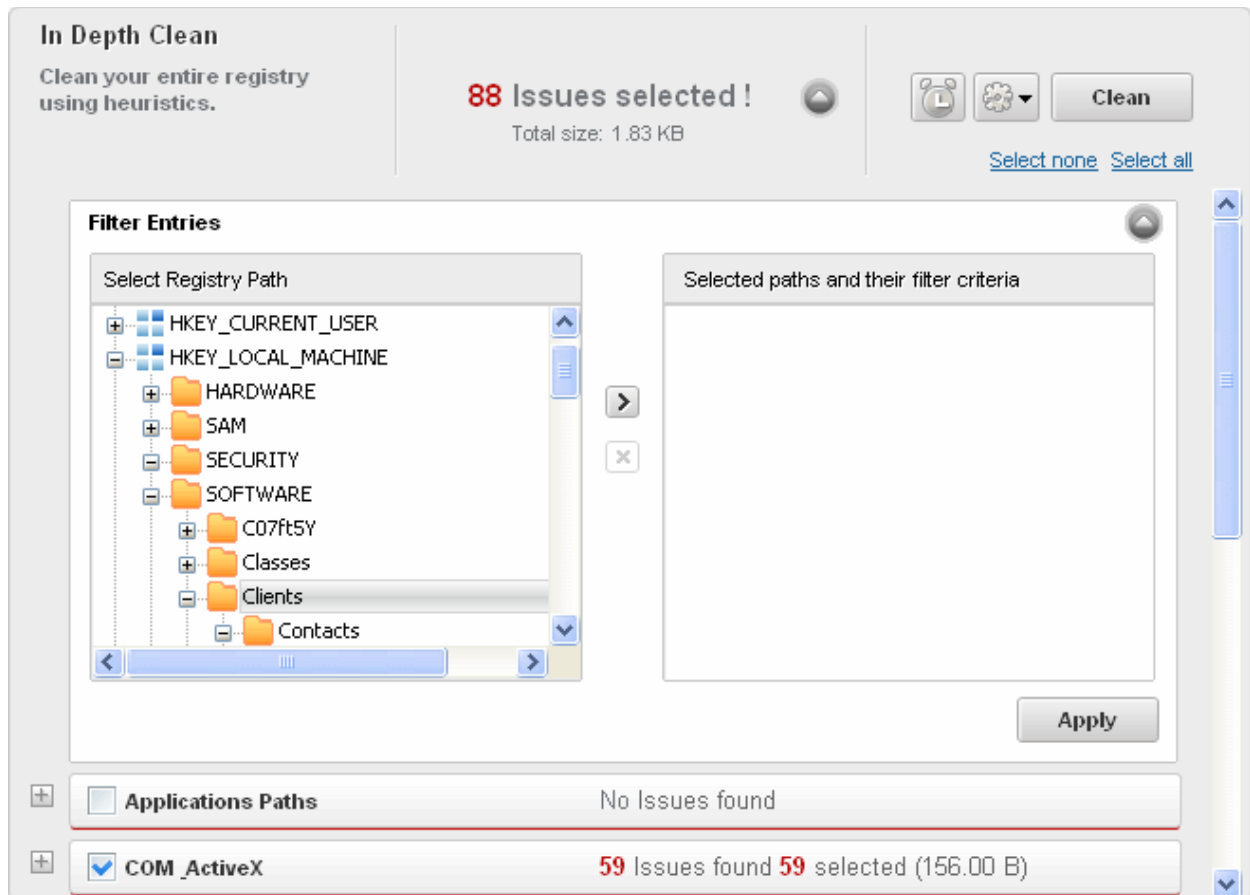 In Depth Clean
Clean your entire registry
using heuristics.
88 Issues selected !
Total size: 1.83 KB
Clean
Select none Select all
Filter Entries
Select Registry Path
HKEY_CURRENT_USER
HKEY_LOCAL_MACHINE
HARDWARE
SAM
SECURITY
SOFTWARE
C07ft5Y
Classes
Clients
Contacts
Selected paths and their filter criteria
Apply
Applications Paths No Issues found
COM_ActiveX 59 Issues found 59 selected (156.00 B)